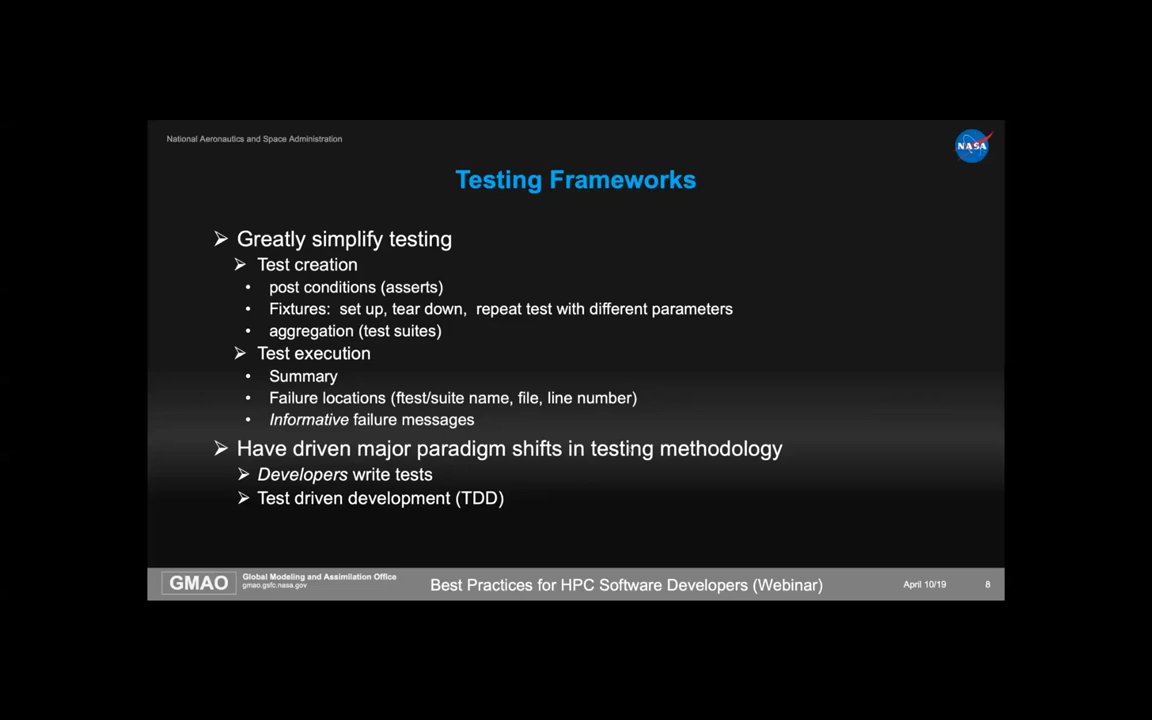 National Aeronautics and Space Administration
NASA
Testing Frameworks
➢ Greatly simplify testing
➢ Test creation
• post conditions (asserts)
• Fixtures: set up, tear down, repeat test with different parameters
• aggregation (test suites)
➢ Test execution
• Summary
• Failure locations (ftest/suite name, file, line number)
• Informative failure messages
➢ Have driven major paradigm shifts in testing methodology
➢ Developers write tests
➢ Test driven development (TDD)
GMAO
Global Modeling and Assimilation Office
gmao.gsfc.nasa.gov
Best Practices for HPC Software Developers (Webinar)
April 10/19
8